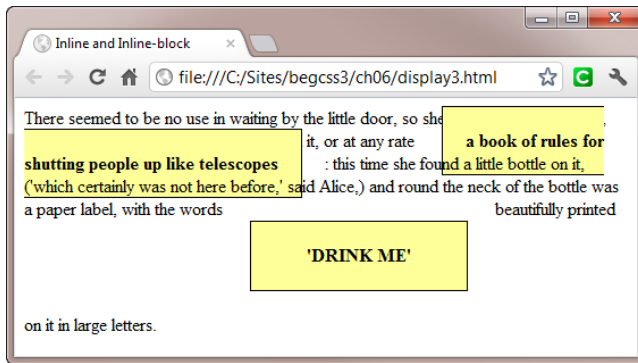 Inline and Inline-block
file:///C:/Sites/begcss3/ch06/display3.html
There seemed to be no use in waiting by the little door, so she ,
it, or at any rate a book of rules for
shutting people up like telescopes : this time she found a little bottle on it,
('which certainly was not here before,' said Alice,) and round the neck of the bottle was
a paper label, with the words beautifully printed
'DRINK ME'
on it in large letters.